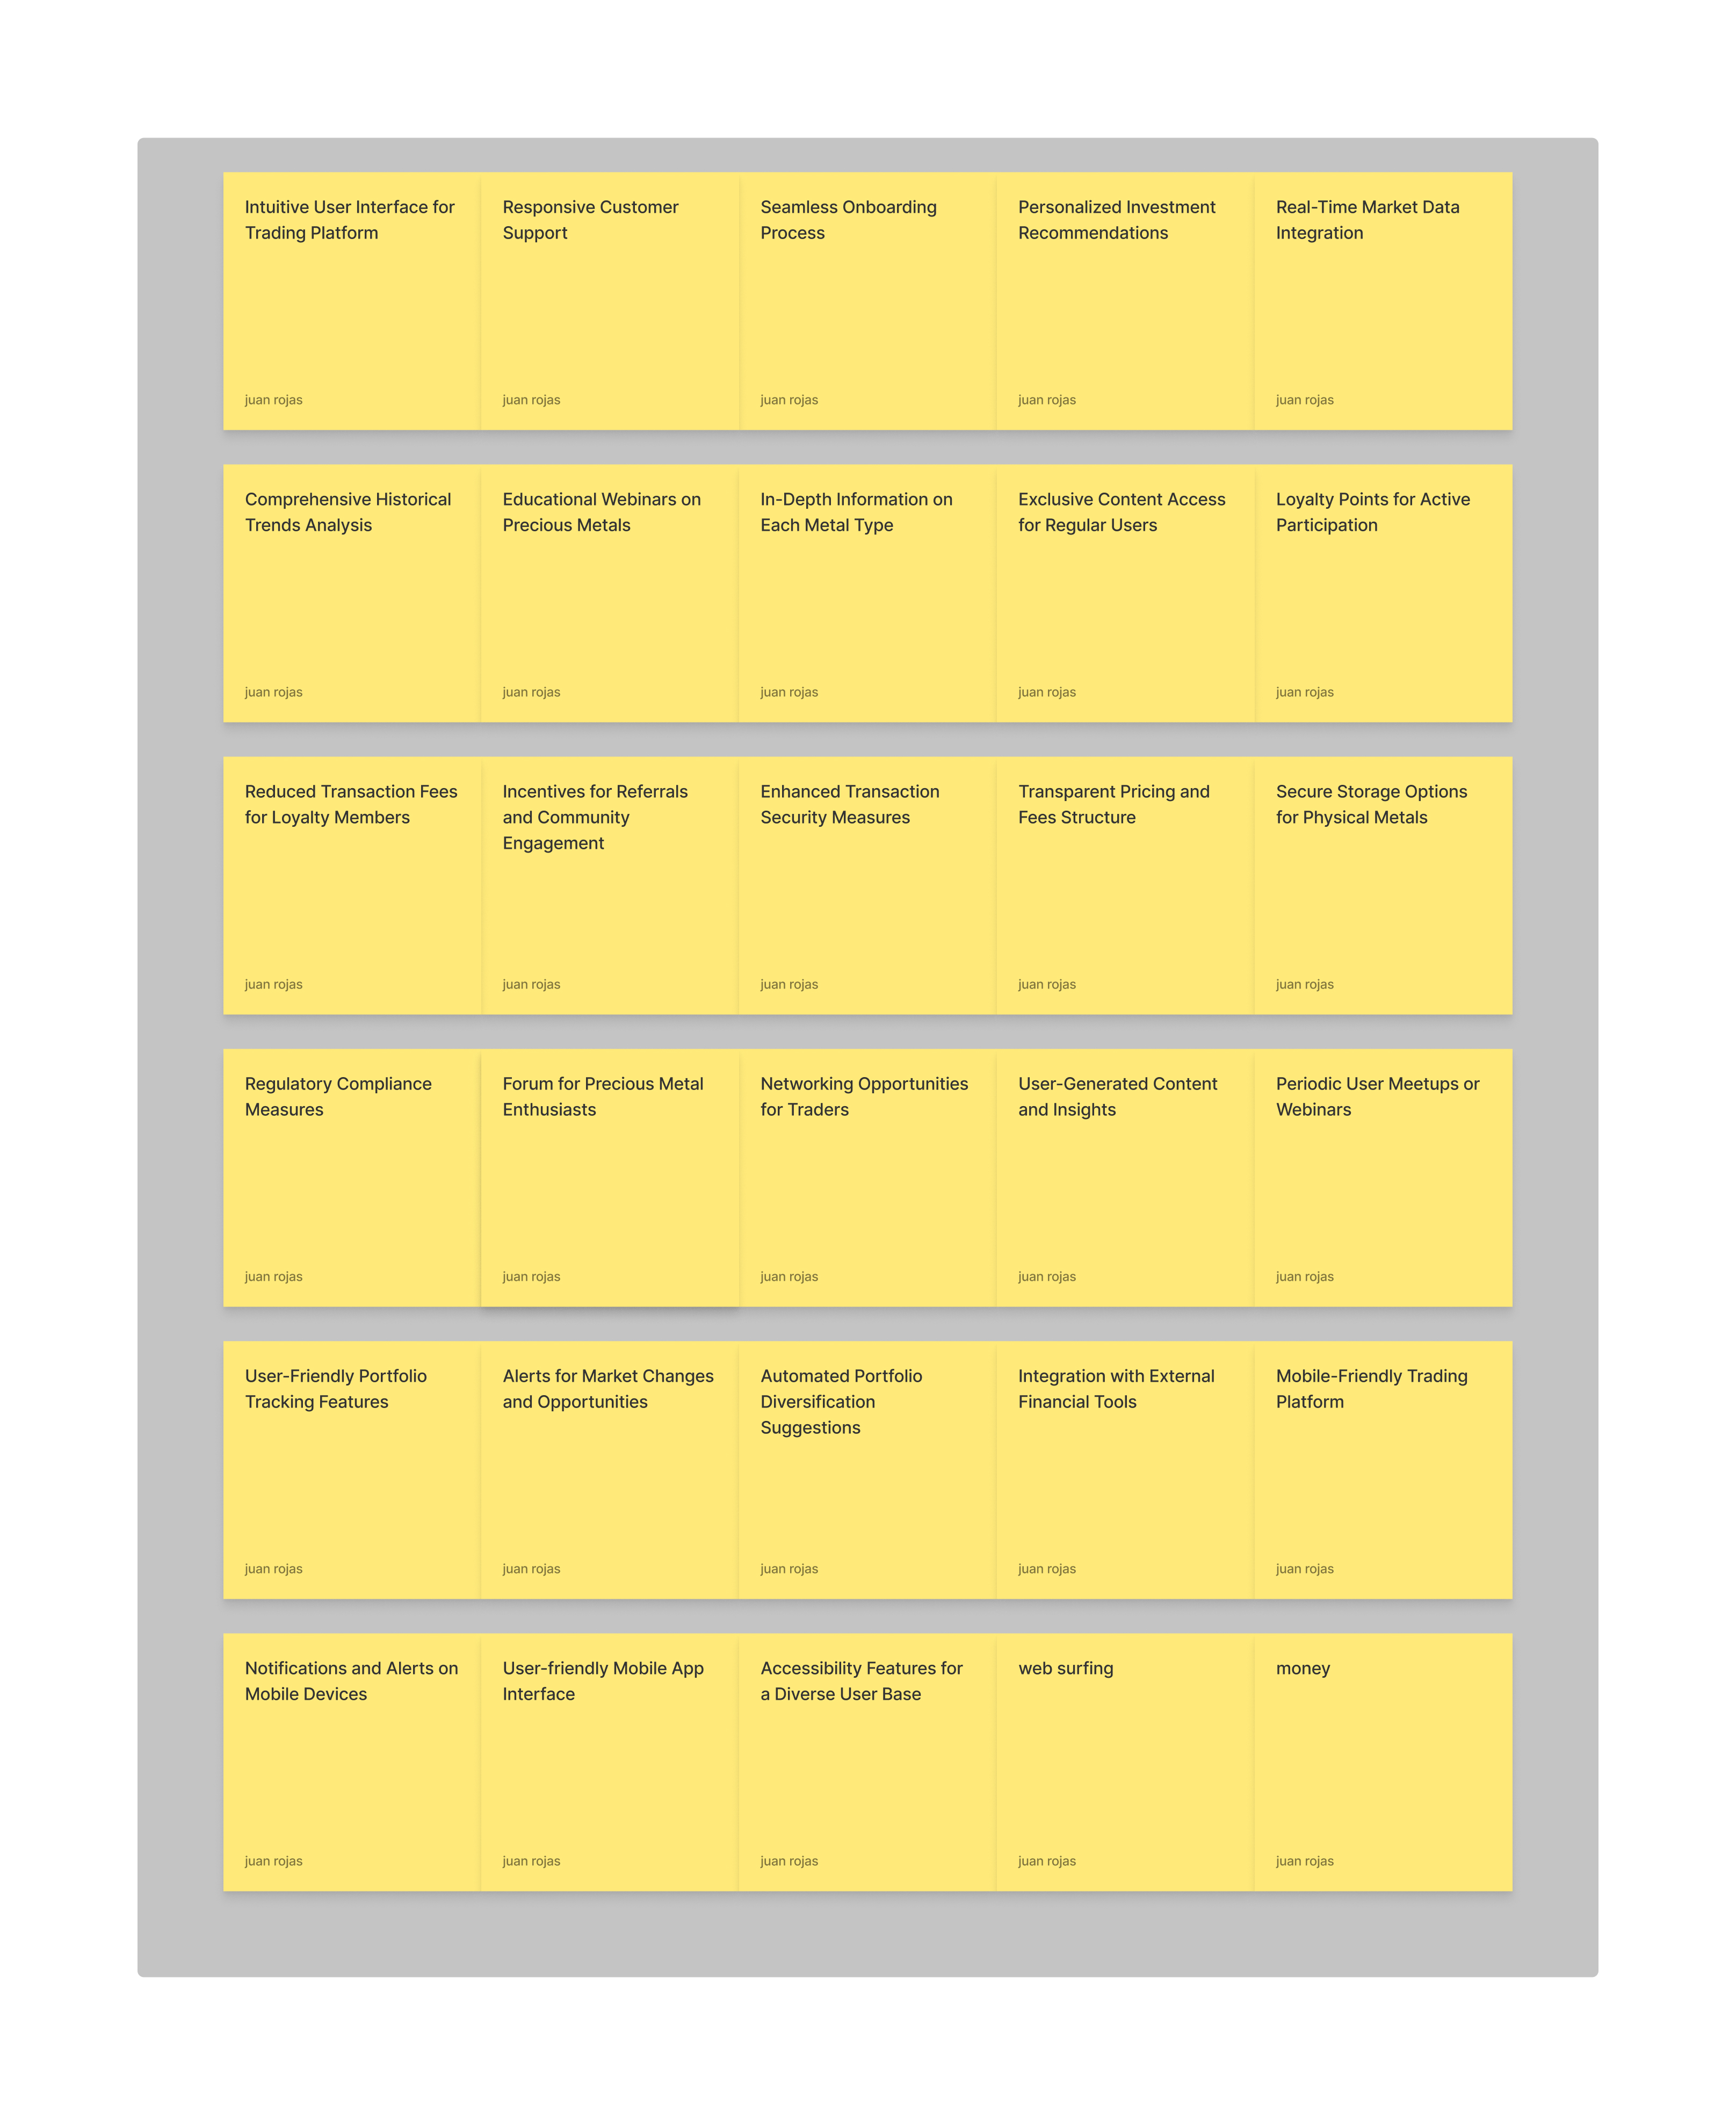 Intuitive User Interface for
Trading Platform
juan rojas
Responsive Customer
Support
juan rojas
Seamless Onboarding
Process
juan rojas
Personalized Investment
Recommendations
juan rojas
Real-Time Market Data
Integration
juan rojas
Comprehensive Historical
Trends Analysis
juan rojas
Educational Webinars on
Precious Metals
juan rojas
In-Depth Information on
Each Metal Type
juan rojas
Exclusive Content Access
for Regular Users
juan rojas
Loyalty Points for Active
Participation
juan rojas
Reduced Transaction Fees
for Loyalty Members
juan rojas
Incentives for Referrals
and Community
Engagement
juan rojas
Enhanced Transaction
Security Measures
juan rojas
Transparent Pricing and
Fees Structure
juan rojas
Secure Storage Options
for Physical Metals
juan rojas
Regulatory Compliance
Measures
juan rojas
Forum for Precious Metal
Enthusiasts
juan rojas
Networking Opportunities
for Traders
juan rojas
User-Generated Content
and Insights
juan rojas
Periodic User Meetups or
Webinars
juan rojas
User-Friendly Portfolio
Tracking Features
juan rojas
Alerts for Market Changes
and Opportunities
juan rojas
Automated Portfolio
Diversification
Suggestions
juan rojas
Integration with External
Financial Tools
juan rojas
Mobile-Friendly Trading
Platform
juan rojas
Notifications and Alerts on
Mobile Devices
juan rojas
User-friendly Mobile App
Interface
juan rojas
Accessibility Features for
a Diverse User Base
juan rojas
web surfing
juan rojas
money
juan rojas